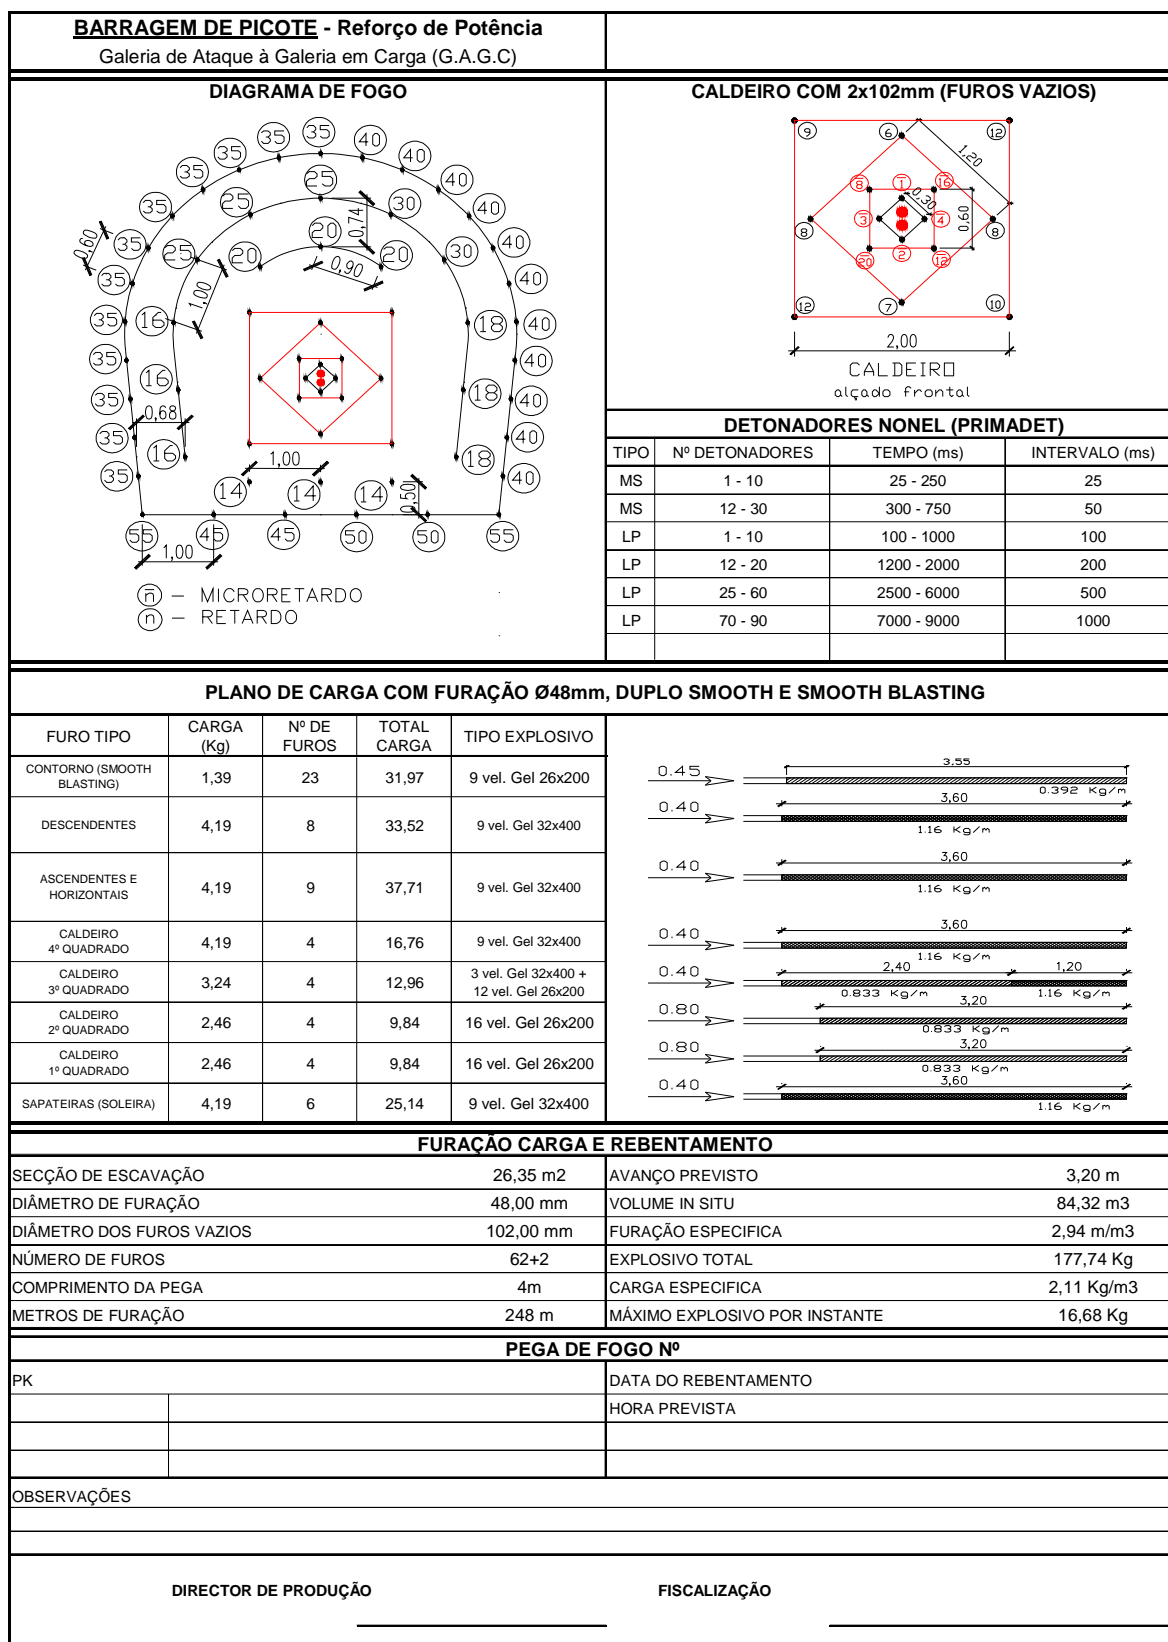 BARRAGEM DE PICOTE - Reforço de Potência
Galeria de Ataque à Galeria em Carga (G.A.G.C)
DIAGRAMA DE FOGO
35 35 35 35 35 35 35 35 35 35 35 35
40 40 40 40 40 40 40 40 40 40 40
25 25 25 30 30
20 20 20
16 16 16 18 18 18
14 14 14
55 45 45 50 50 55
0,60
0,74
0,90
1,00
0,68
1,00
0,50
1,00
n̅ – MICRORETARDO
n – RETARDO
CALDEIRO COM 2x102mm (FUROS VAZIOS)
9 6 12
1,20
8 1 16
0,30
3 4 0,60
8 8
20 2 12
12 7 10
2,00
CALDEIRO
alçado frontal
DETONADORES NONEL (PRIMADET)
TIPO Nº DETONADORES TEMPO (ms) INTERVALO (ms)
MS 1 - 10 25 - 250 25
MS 12 - 30 300 - 750 50
LP 1 - 10 100 - 1000 100
LP 12 - 20 1200 - 2000 200
LP 25 - 60 2500 - 6000 500
LP 70 - 90 7000 - 9000 1000
PLANO DE CARGA COM FURAÇÃO Ø48mm, DUPLO SMOOTH E SMOOTH BLASTING
FURO TIPO CARGA (Kg) Nº DE FUROS TOTAL CARGA TIPO EXPLOSIVO
CONTORNO (SMOOTH BLASTING) 1,39 23 31,97 9 vel. Gel 26x200
0.45 3,55 0.392 Kg/m
DESCENDENTES 4,19 8 33,52 9 vel. Gel 32x400
0.40 3,60 1.16 Kg/m
ASCENDENTES E HORIZONTAIS 4,19 9 37,71 9 vel. Gel 32x400
0.40 3,60 1.16 Kg/m
CALDEIRO 4º QUADRADO 4,19 4 16,76 9 vel. Gel 32x400
0.40 3,60 1.16 Kg/m
CALDEIRO 3º QUADRADO 3,24 4 12,96 3 vel. Gel 32x400 + 12 vel. Gel 26x200
0.40 2,40 1,20 0.833 Kg/m 1.16 Kg/m
CALDEIRO 2º QUADRADO 2,46 4 9,84 16 vel. Gel 26x200
0.80 3,20 0.833 Kg/m
CALDEIRO 1º QUADRADO 2,46 4 9,84 16 vel. Gel 26x200
0.80 3,20 0.833 Kg/m
SAPATEIRAS (SOLEIRA) 4,19 6 25,14 9 vel. Gel 32x400
0.40 3,60 1.16 Kg/m
FURAÇÃO CARGA E REBENTAMENTO
SECÇÃO DE ESCAVAÇÃO 26,35 m2 AVANÇO PREVISTO 3,20 m
DIÂMETRO DE FURAÇÃO 48,00 mm VOLUME IN SITU 84,32 m3
DIÂMETRO DOS FUROS VAZIOS 102,00 mm FURAÇÃO ESPECIFICA 2,94 m/m3
NÚMERO DE FUROS 62+2 EXPLOSIVO TOTAL 177,74 Kg
COMPRIMENTO DA PEGA 4m CARGA ESPECIFICA 2,11 Kg/m3
METROS DE FURAÇÃO 248 m MÁXIMO EXPLOSIVO POR INSTANTE 16,68 Kg
PEGA DE FOGO Nº
PK DATA DO REBENTAMENTO
HORA PREVISTA
OBSERVAÇÕES
DIRECTOR DE PRODUÇÃO FISCALIZAÇÃO